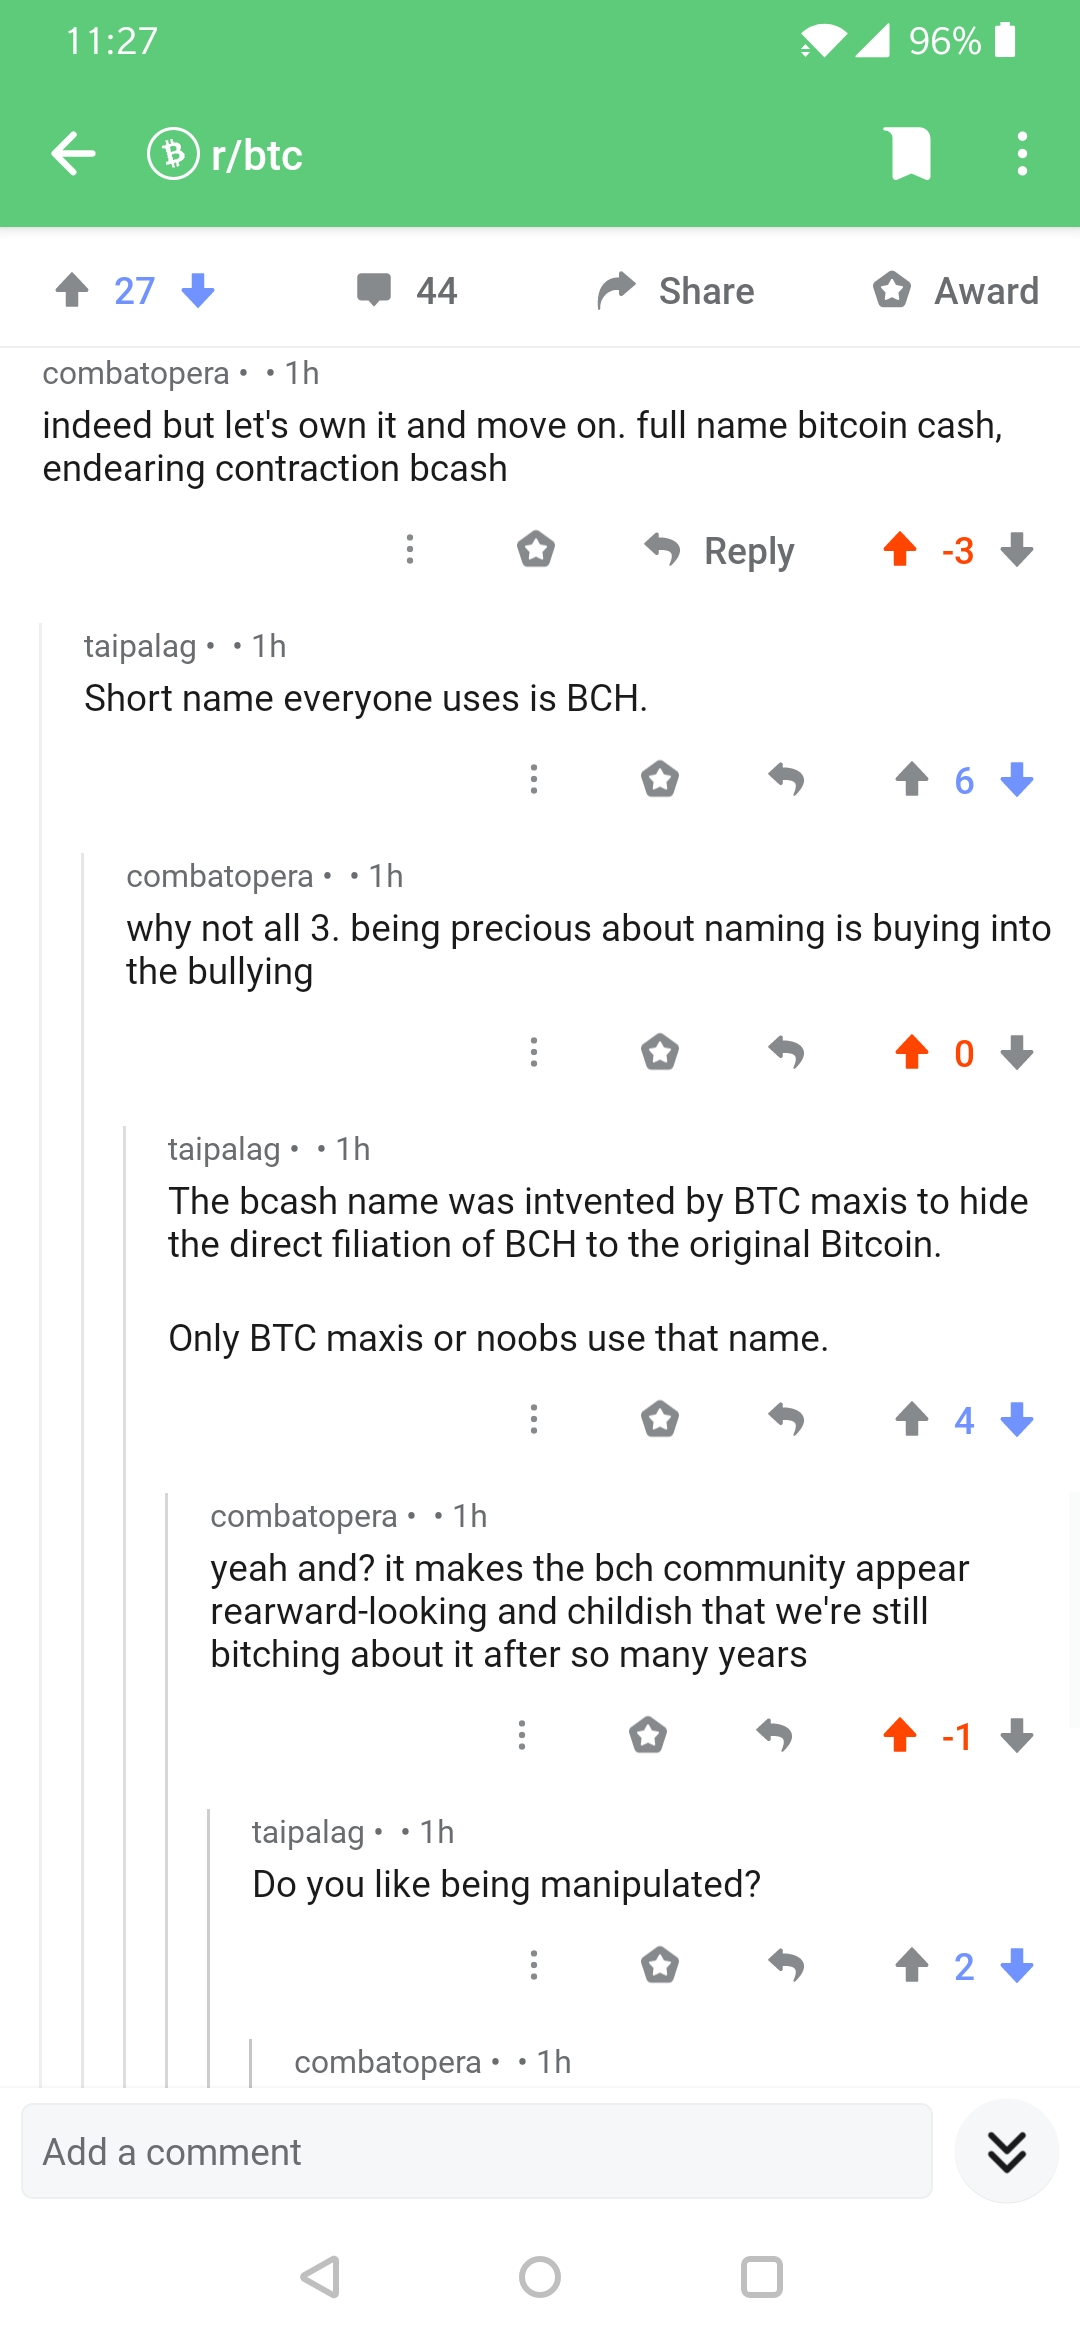 11:27
96%
r/btc
27
44
Share
Award
combatopera • • 1h
indeed but let's own it and move on. full name bitcoin cash,
endearing contraction bcash
Reply
-3
taipalag • • 1h
Short name everyone uses is BCH.
6
combatopera • • 1h
why not all 3. being precious about naming is buying into
the bullying
0
taipalag • • 1h
The bcash name was intvented by BTC maxis to hide
the direct filiation of BCH to the original Bitcoin.
Only BTC maxis or noobs use that name.
4
combatopera • • 1h
yeah and? it makes the bch community appear
rearward-looking and childish that we're still
bitching about it after so many years
-1
taipalag • • 1h
Do you like being manipulated?
2
combatopera • • 1h
Add a comment